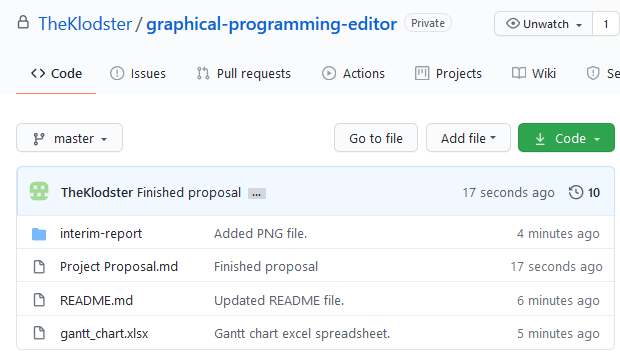 TheKlodster / graphical-programming-editor Private Unwatch 1
Code Issues Pull requests Actions Projects Wiki Se
master Go to file Add file Code
TheKlodster Finished proposal ... 17 seconds ago 10
interim-report Added PNG file. 4 minutes ago
Project Proposal.md Finished proposal 17 seconds ago
README.md Updated README file. 6 minutes ago
gantt_chart.xlsx Gantt chart excel spreadsheet. 5 minutes ago